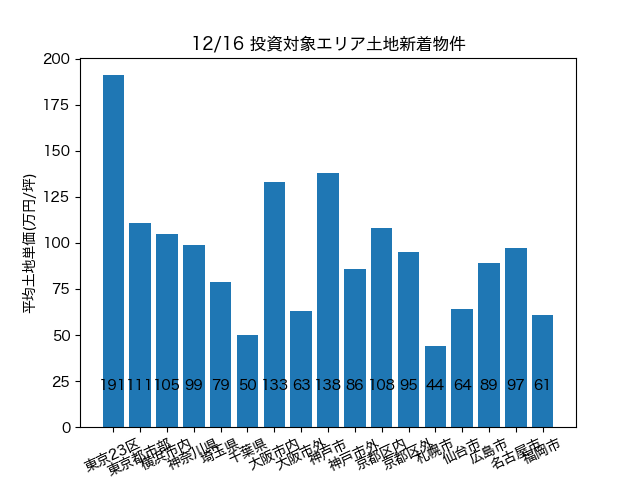 12/16 投資対象エリア土地新着物件
平均土地単価(万円/坪)
200
175
150
125
100
75
50
25
0
191 111 105 99 79 50 133 63 138 86 108 95 44 64 89 97 61
東京23区
東京都市部
横浜市内
神奈川県
埼玉県
千葉県
大阪市内
大阪市外
神戸市
神戸市外
京都区内
京都区外
札幌市
仙台市
広島市
名古屋市
福岡市